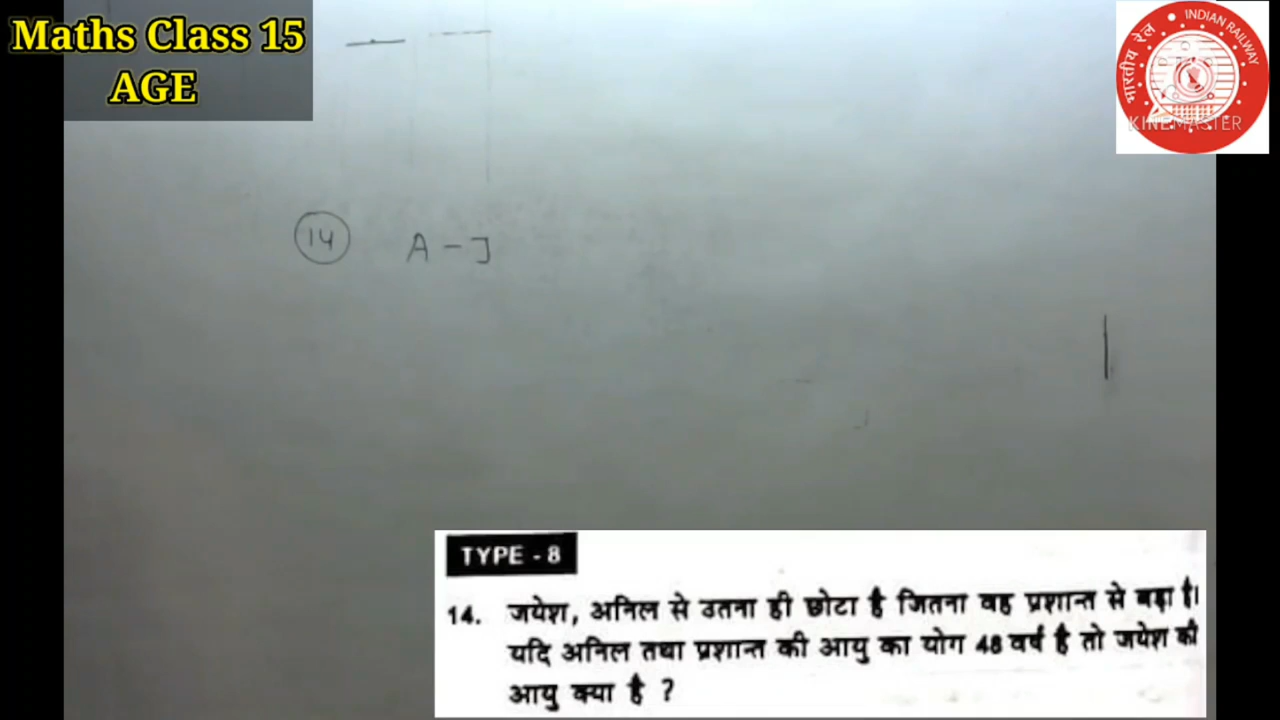 Maths Class 15
AGE
भारतीय रेल INDIAN RAILWAY
KINEMASTER
14 A - J
TYPE - 8
14. जयेश, अनिल से उतना ही छोटा है जितना वह प्रशान्त से बड़ा है।
यदि अनिल तथा प्रशान्त की आयु का योग 48 वर्ष है तो जयेश की
आयु क्या है ?